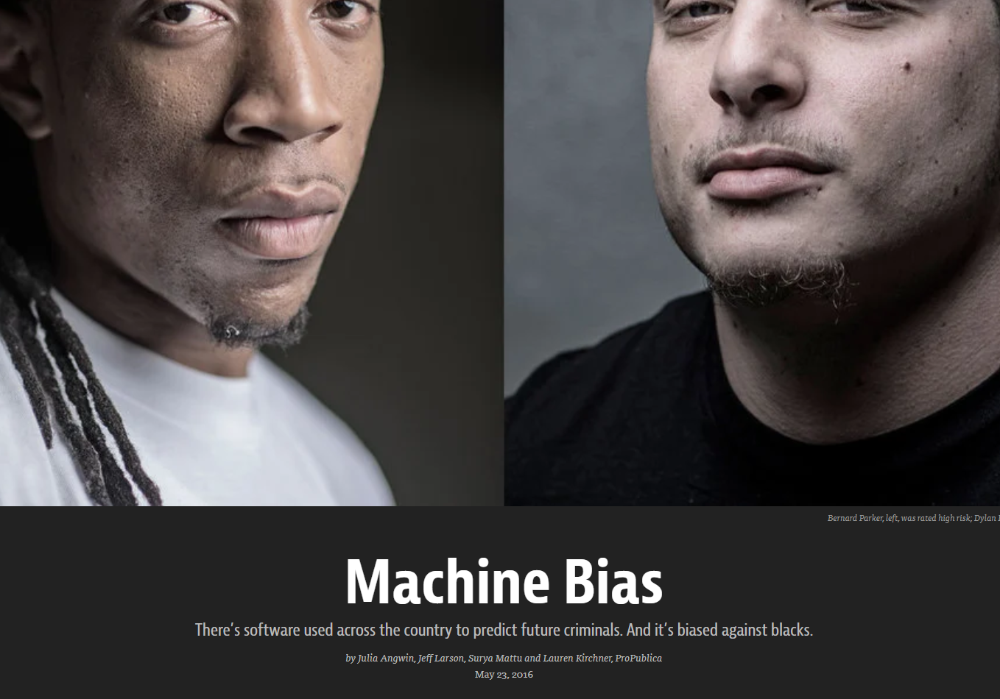 Bernard Parker, left, was rated high risk; Dylan
Machine Bias
There's software used across the country to predict future criminals. And it's biased against blacks.
by Julia Angwin, Jeff Larson, Surya Mattu and Lauren Kirchner, ProPublica
May 23, 2016